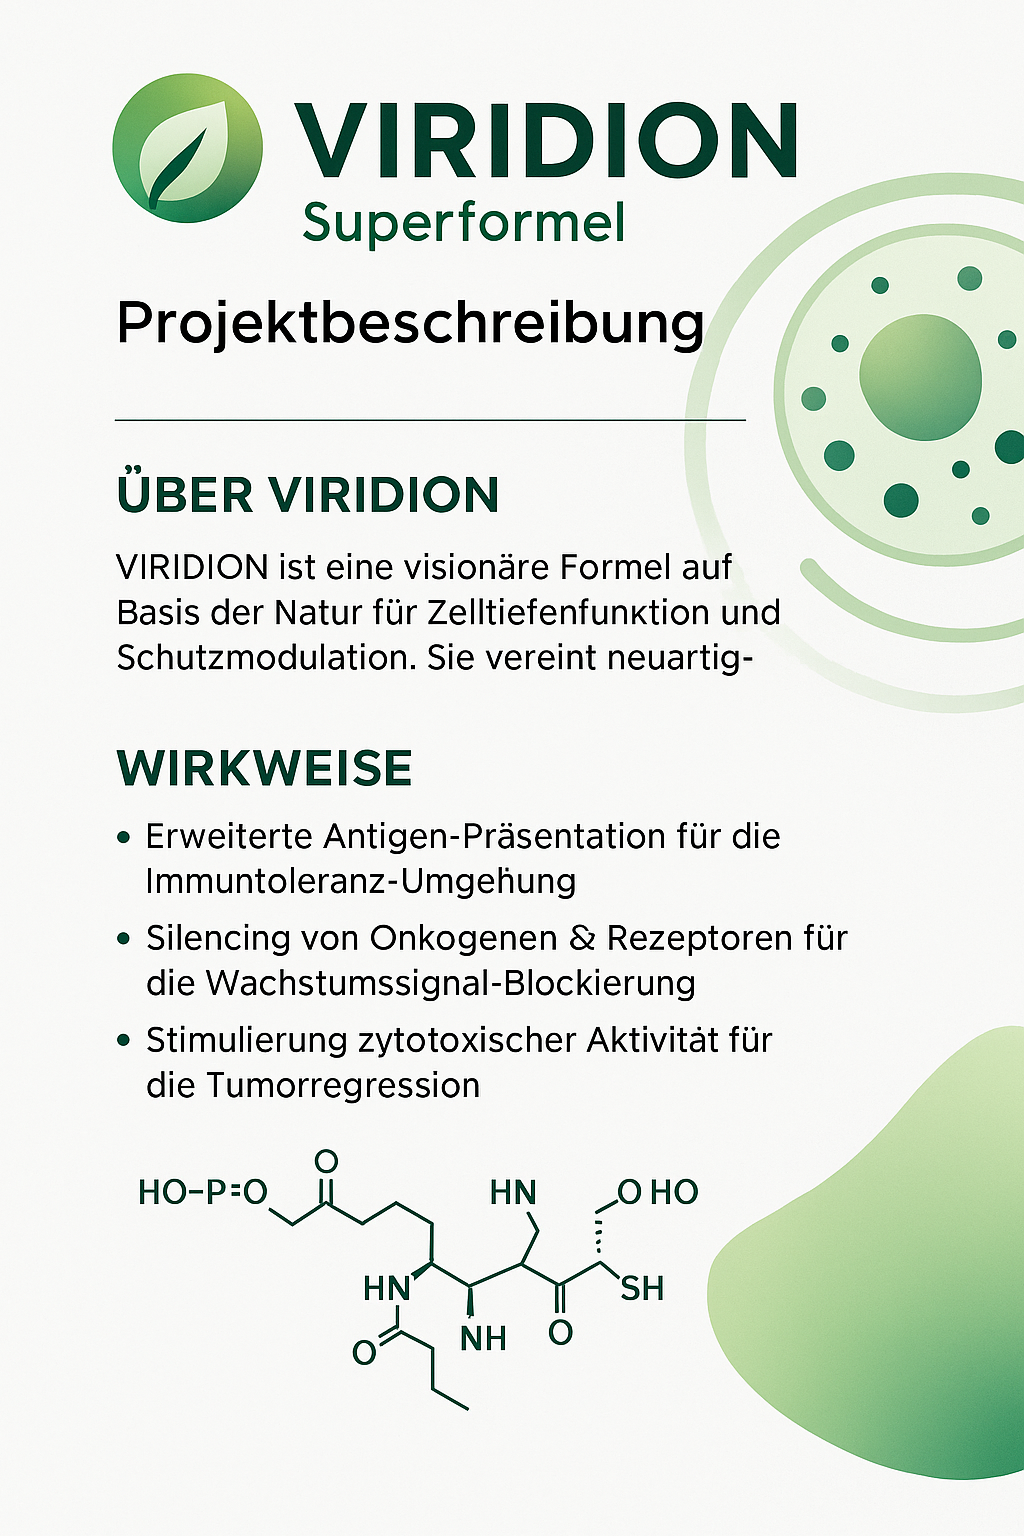 VIRIDION
Superformel
Projektbeschreibung
ÜBER VIRIDION
VIRIDION ist eine visionäre Formel auf
Basis der Natur für Zelltiefenfunktion und
Schutzmodulation. Sie vereint neuartig-
WIRKWEISE
• Erweiterte Antigen-Präsentation für die
Immuntoleranz-Umgehung
• Silencing von Onkogenen & Rezeptoren für
die Wachstumssignal-Blockierung
• Stimulierung zytotoxischer Aktivität für
die Tumorregression
O
HO-P=O HN O HO
HN SH
O NH O